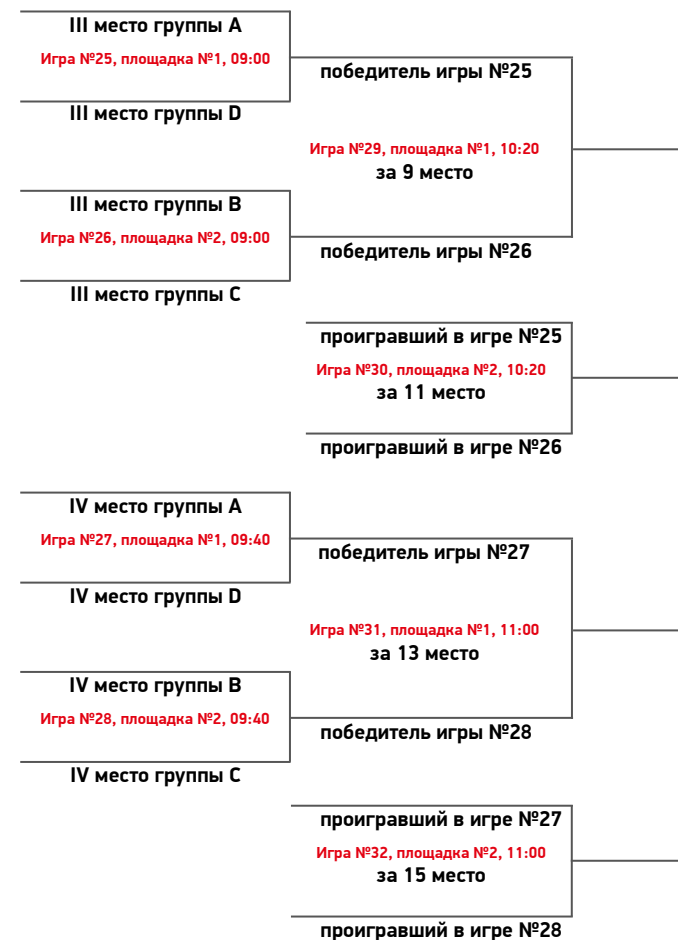 III место группы A
Игра №25, площадка №1, 09:00
победитель игры №25
III место группы D
Игра №29, площадка №1, 10:20
за 9 место
III место группы B
Игра №26, площадка №2, 09:00
победитель игры №26
III место группы C
проигравший в игре №25
Игра №30, площадка №2, 10:20
за 11 место
проигравший в игре №26
IV место группы A
Игра №27, площадка №1, 09:40
победитель игры №27
IV место группы D
Игра №31, площадка №1, 11:00
за 13 место
IV место группы B
Игра №28, площадка №2, 09:40
победитель игры №28
IV место группы C
проигравший в игре №27
Игра №32, площадка №2, 11:00
за 15 место
проигравший в игре №28